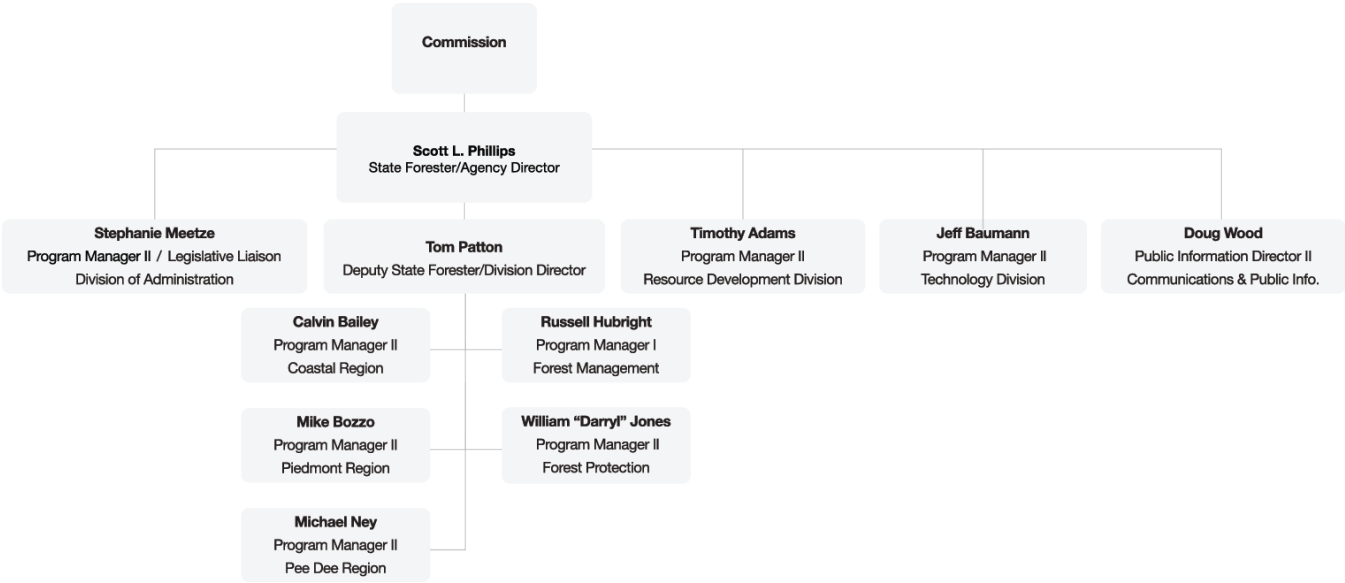 Commission
Scott L. Phillips
State Forester/Agency Director
Stephanie Meetze
Program Manager II / Legislative Liaison
Division of Administration
Tom Patton
Deputy State Forester/Division Director
Timothy Adams
Program Manager II
Resource Development Division
Jeff Baumann
Program Manager II
Technology Division
Doug Wood
Public Information Director II
Communications & Public Info.
Calvin Bailey
Program Manager II
Coastal Region
Russell Hubright
Program Manager I
Forest Management
Mike Bozzo
Program Manager II
Piedmont Region
William “Darryl” Jones
Program Manager II
Forest Protection
Michael Ney
Program Manager II
Pee Dee Region